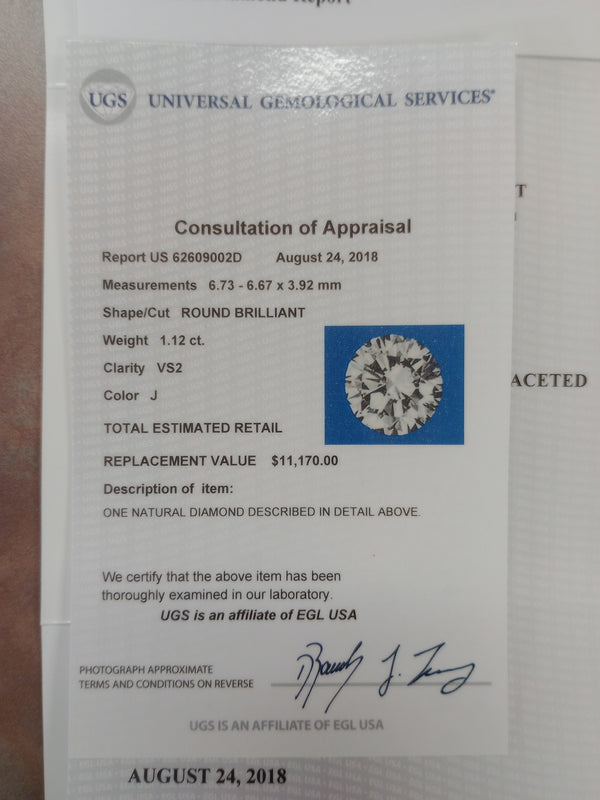 UGS UNIVERSAL GEMOLOGICAL SERVICES
Consultation of Appraisal
Report US 62609002D August 24, 2018
Measurements 6.73 - 6.67 x 3.92 mm
Shape/Cut ROUND BRILLIANT
Weight 1.12 ct.
Clarity VS2
Color J
ACETED
TOTAL ESTIMATED RETAIL
REPLACEMENT VALUE $11,170.00
Description of item:
ONE NATURAL DIAMOND DESCRIBED IN DETAIL ABOVE.
We certify that the above item has been
thoroughly examined in our laboratory.
UGS is an affiliate of EGL USA
PHOTOGRAPH APPROXIMATE
TERMS AND CONDITIONS ON REVERSE
UGS IS AN AFFILIATE OF EGL USA
AUGUST 24, 2018